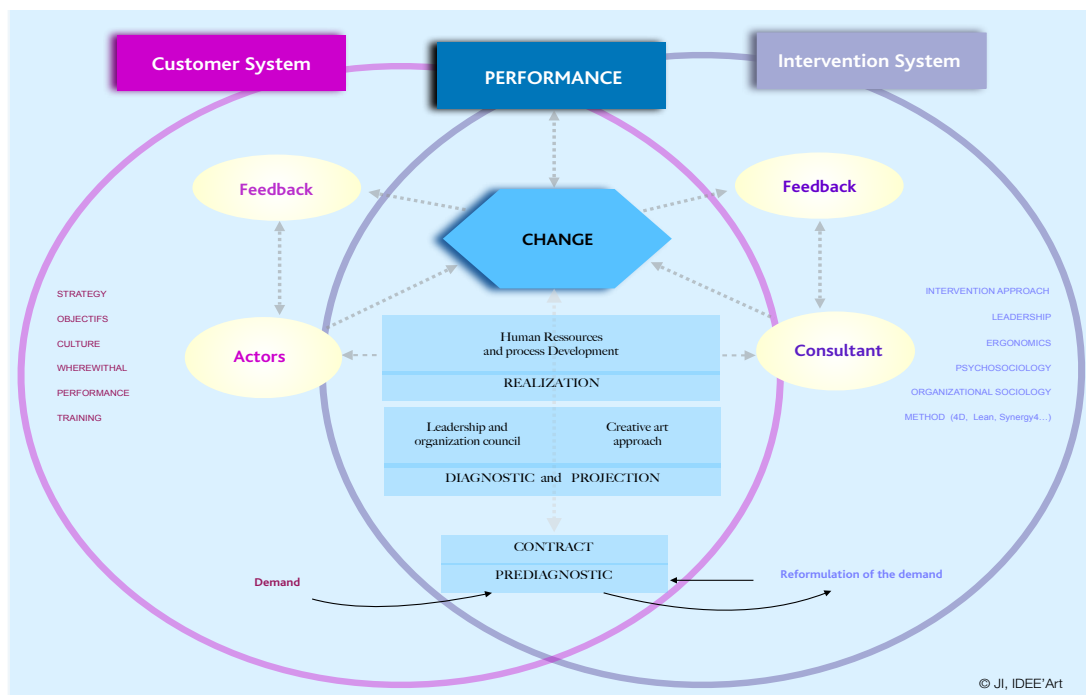 Customer System
PERFORMANCE
Intervention System
Feedback
Feedback
CHANGE
STRATEGY
OBJECTIFS
CULTURE
WHEREWITHAL
PERFORMANCE
TRAINING
INTERVENTION APPROACH
LEADERSHIP
ERGONOMICS
PSYCHOSOCIOLOGY
ORGANIZATIONAL SOCIOLOGY
METHOD (4D, Lean, Synergy4...)
Actors
Human Ressources
and process Development
REALIZATION
Consultant
Leadership and
organization council
Creative art
approach
DIAGNOSTIC and PROJECTION
CONTRACT
PREDIAGNOSTIC
Demand
Reformulation of the demand
© JI, IDEE'Art